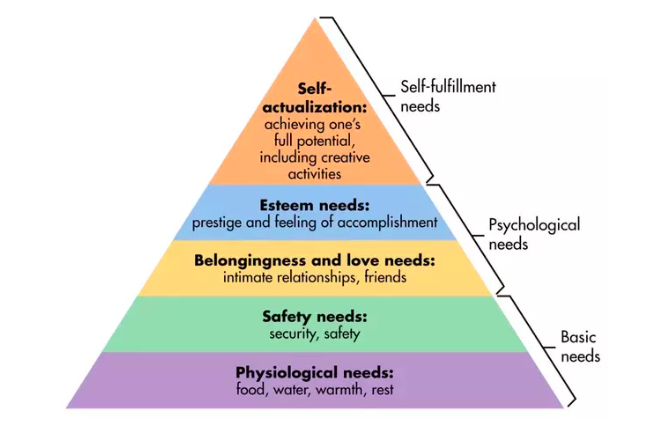 Self-
actualization:
achieving one's
full potential,
including creative
activities
Self-fulfillment
needs
Esteem needs:
prestige and feeling of accomplishment
Psychological
needs
Belongingness and love needs:
intimate relationships, friends
Safety needs:
security, safety
Basic
needs
Physiological needs:
food, water, warmth, rest